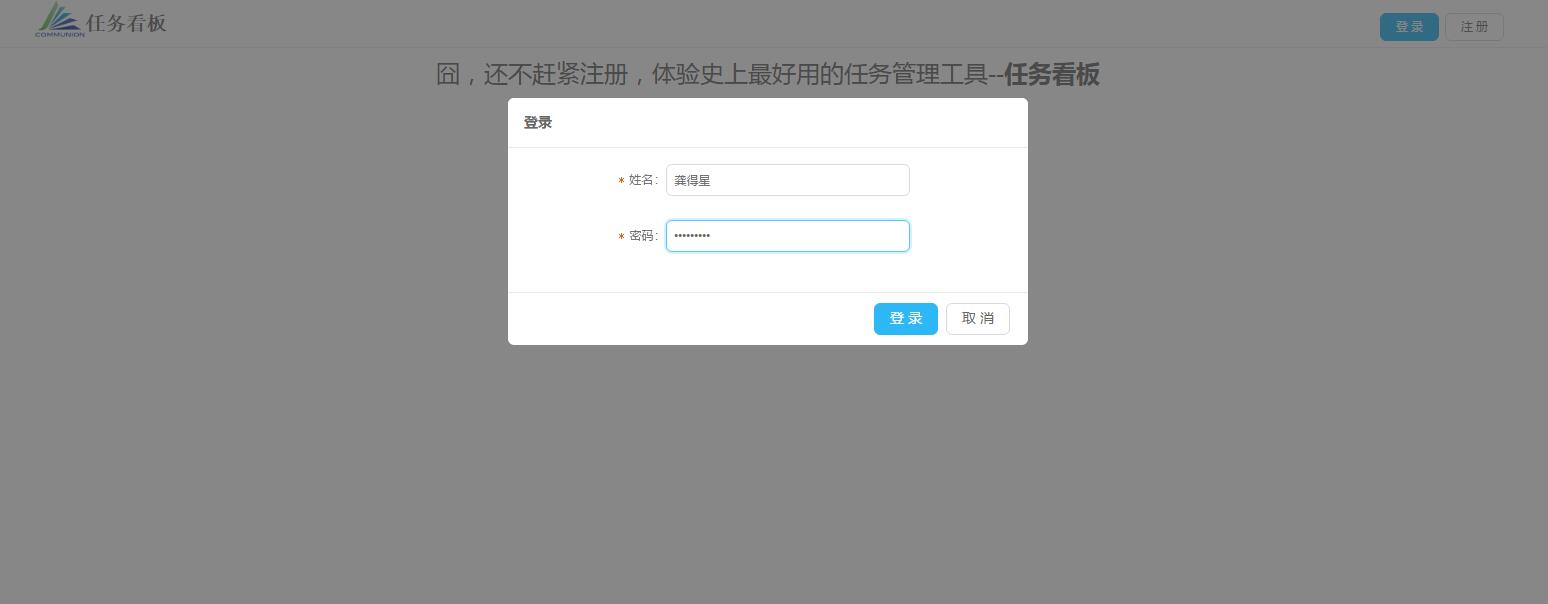 COMMUNION 任务看板
登 录 注 册
囧，还不赶紧注册，体验史上最好用的任务管理工具--任务看板
登录
* 姓名: 龚得星
* 密码: •••••••••
登 录 取 消